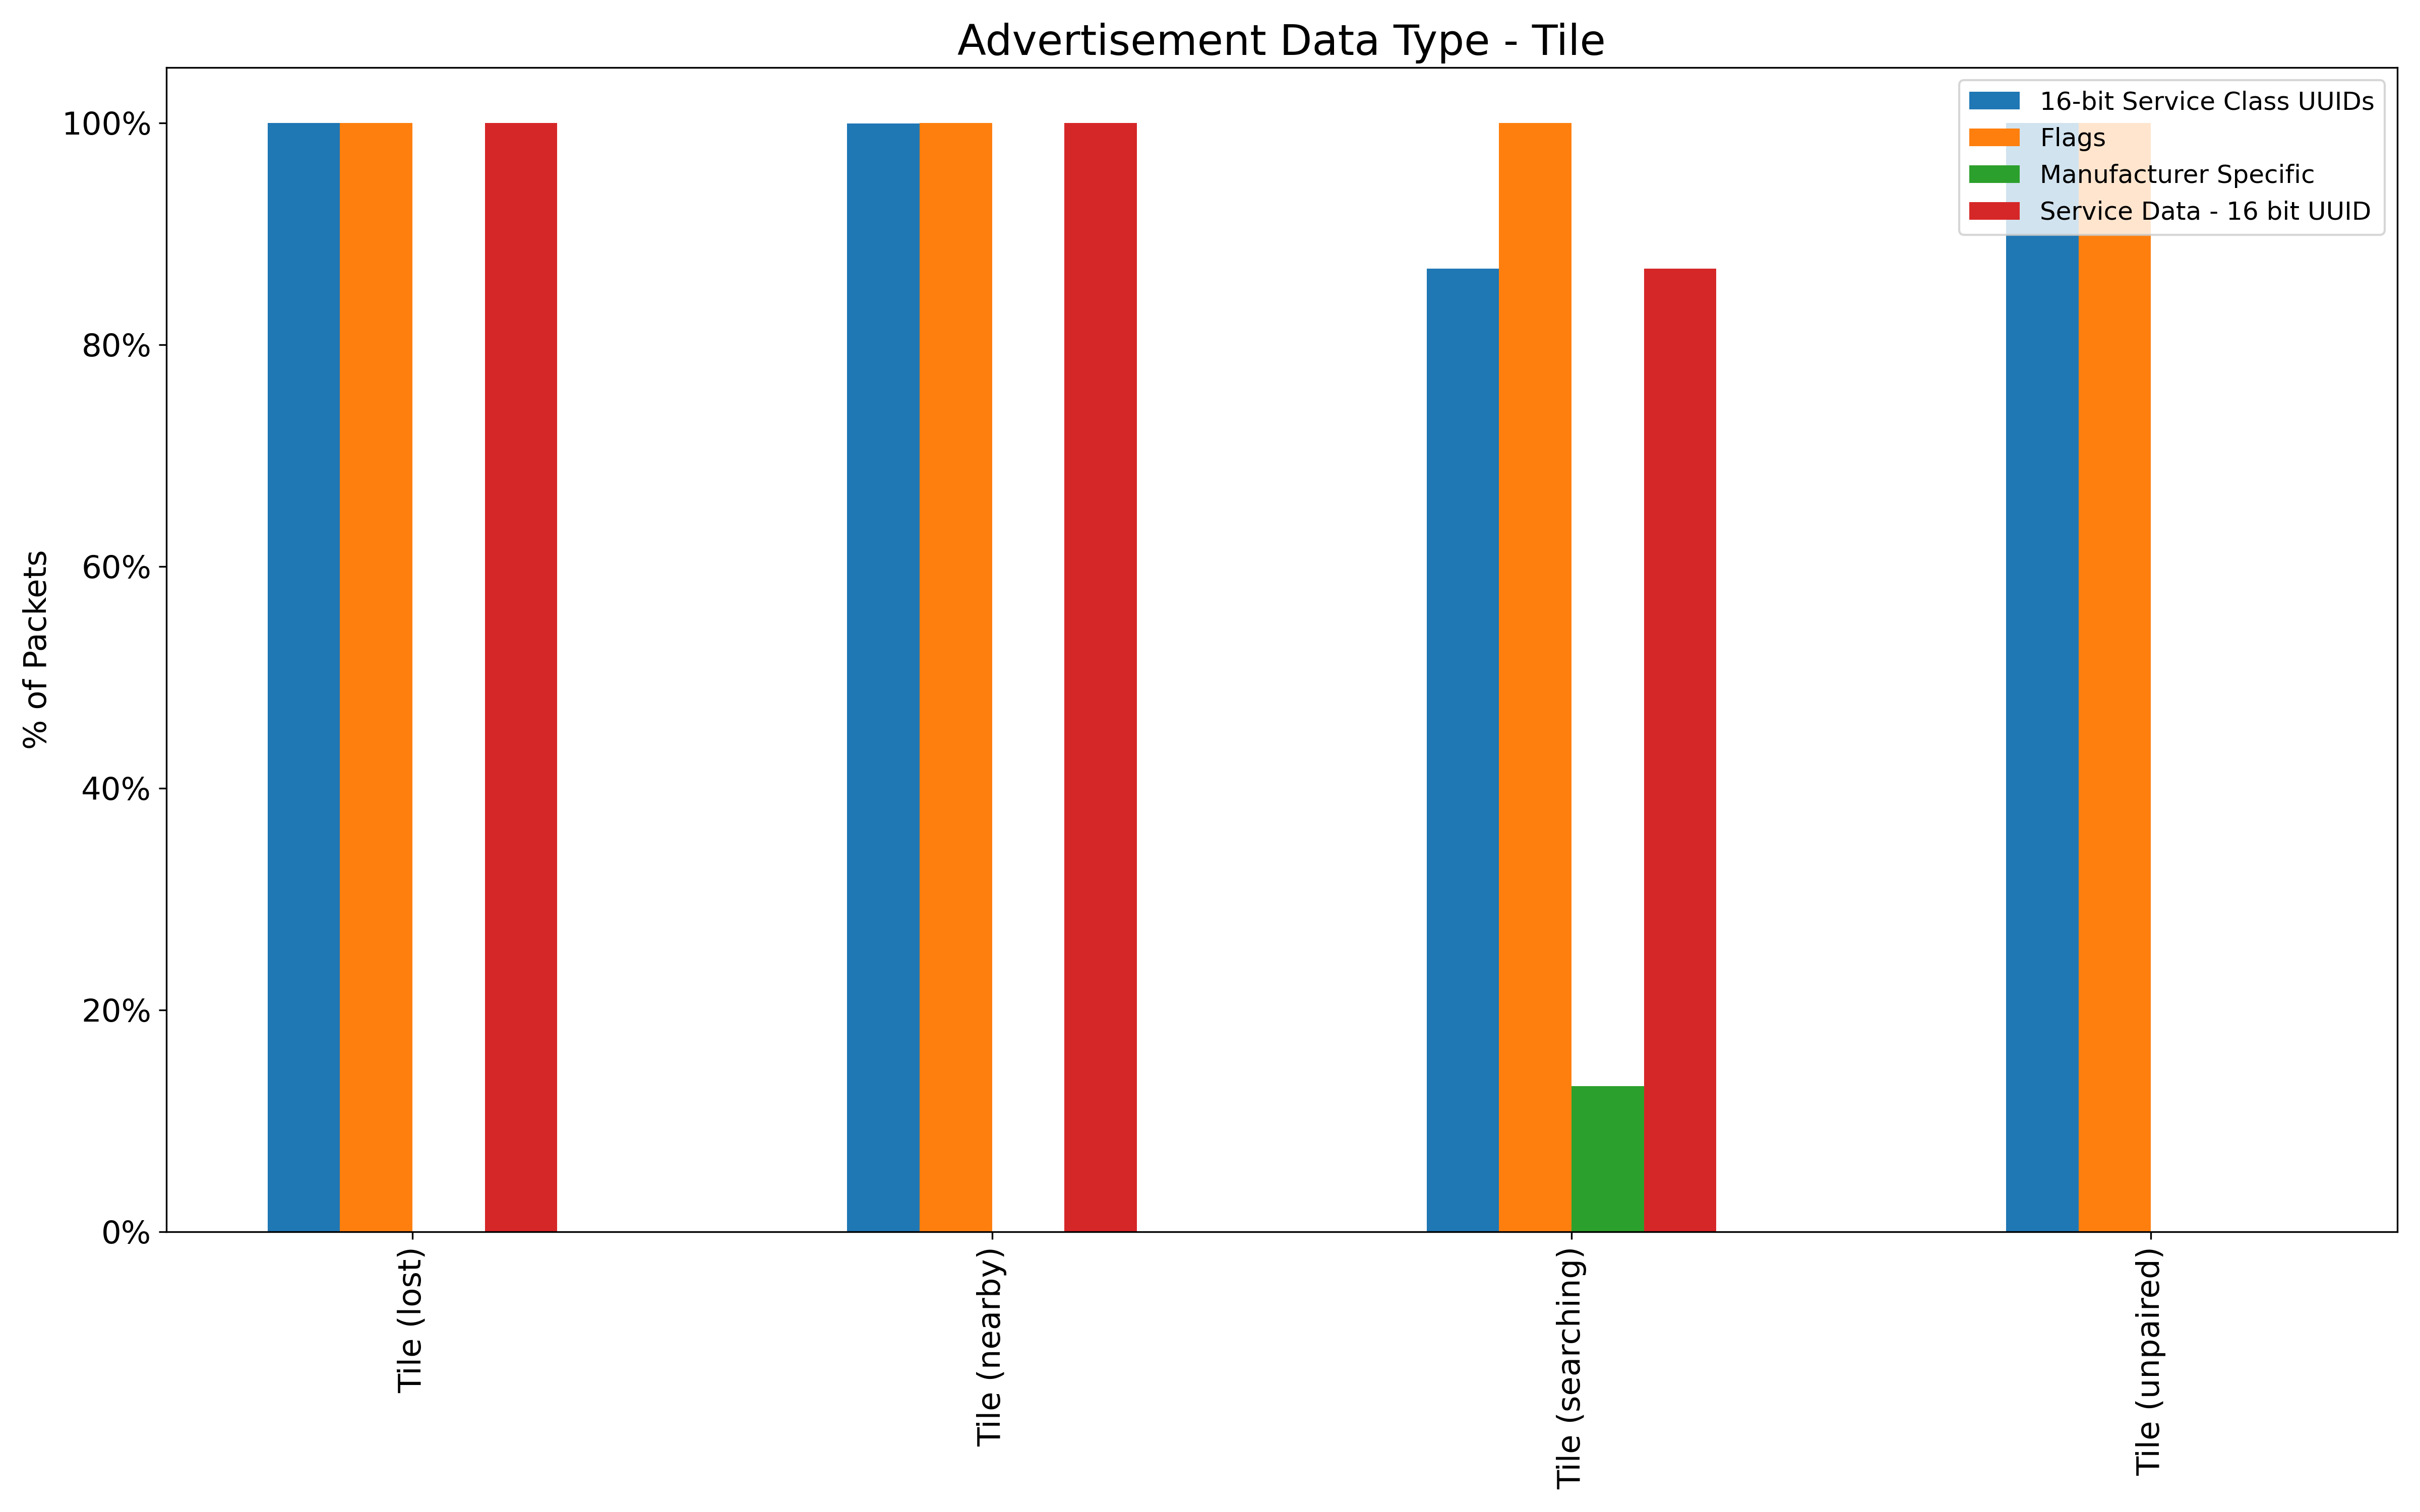 Advertisement Data Type - Tile
16-bit Service Class UUIDs
Flags
Manufacturer Specific
Service Data - 16 bit UUID
% of Packets
100%
80%
60%
40%
20%
0%
Tile (lost)
Tile (nearby)
Tile (searching)
Tile (unpaired)